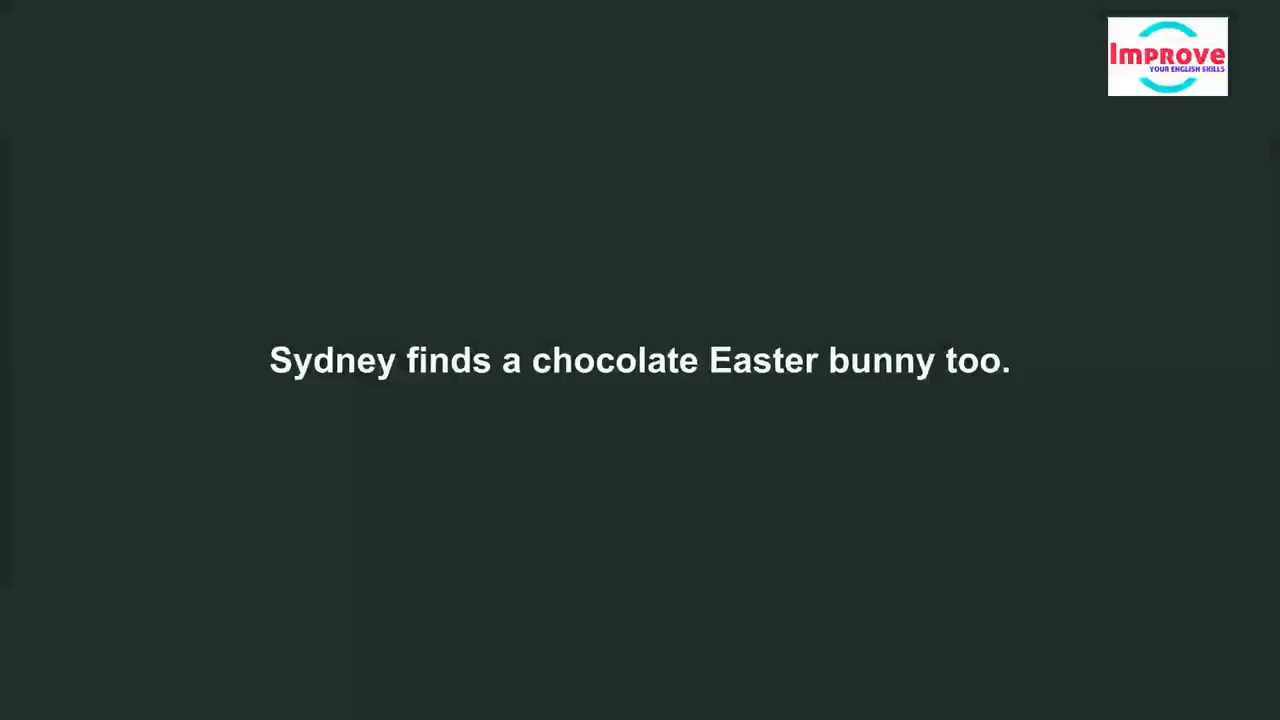 Improve
YOUR ENGLISH SKILLS
Sydney finds a chocolate Easter bunny too.